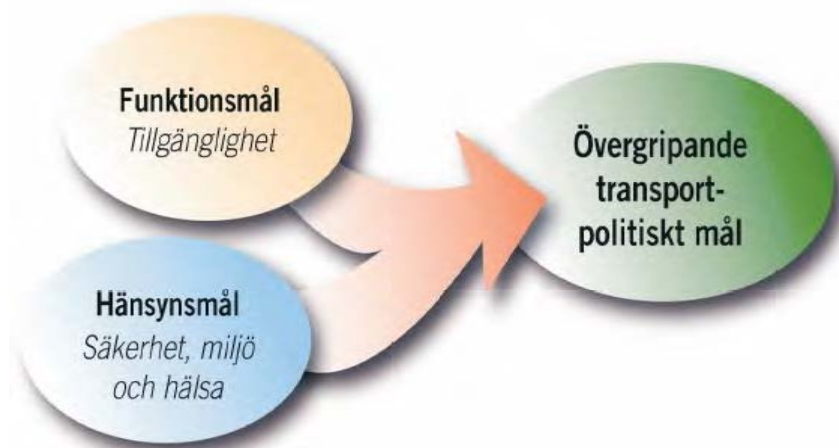 Funktionsmål
Tillgänglighet
Hänsynsmål
Säkerhet, miljö
och hälsa
Övergripande
transport-
politiskt mål